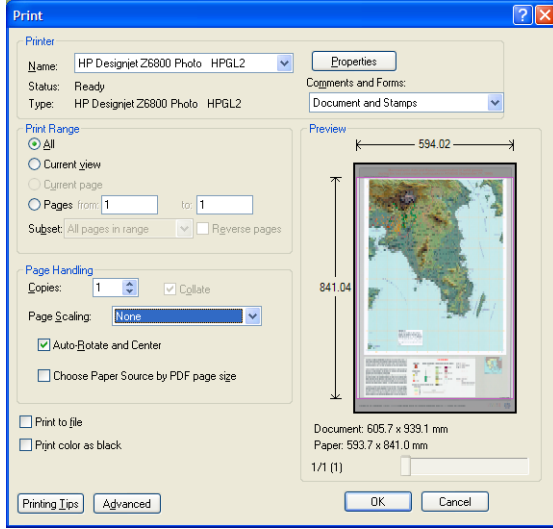 Print
Printer
Name: HP Designjet Z6800 Photo HPGL2 Properties
Status: Ready Comments and Forms:
Type: HP Designjet Z6800 Photo HPGL2 Document and Stamps
Print Range
All
Current view
Current page
Pages from: 1 to: 1
Subset: All pages in range Reverse pages
Page Handling
Copies: 1 Collate
Page Scaling: None
Auto-Rotate and Center
Choose Paper Source by PDF page size
Print to file
Print color as black
Preview
594.02
841.04
Document: 605.7 x 939.1 mm
Paper: 593.7 x 841.0 mm
1/1 (1)
Printing Tips Advanced OK Cancel